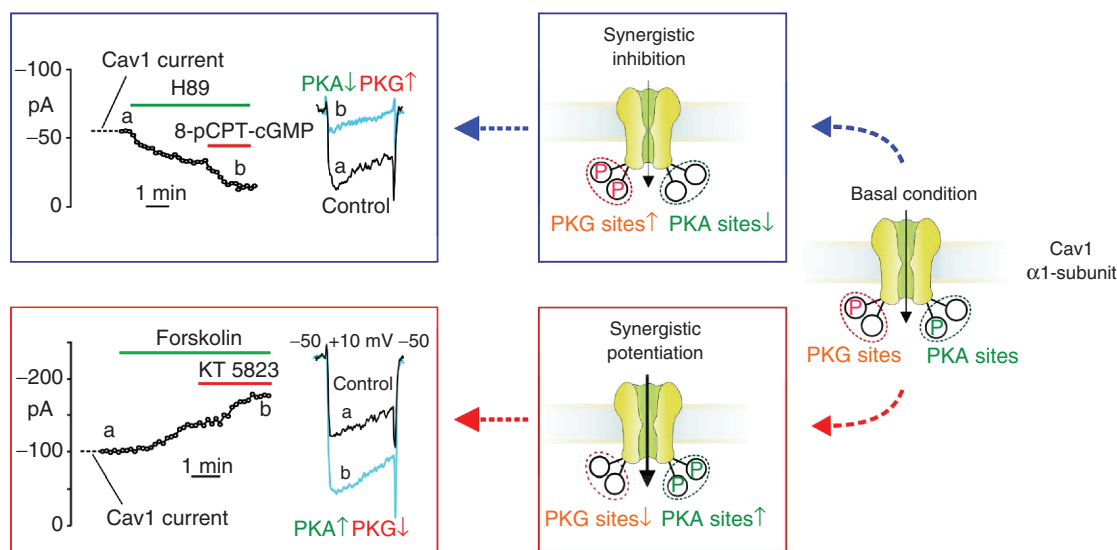 −100
pA
−50
0
Cav1 current
H89
a
8-pCPT-cGMP
b
1 min
PKA↓PKG↑
b
a
Control
Synergistic
inhibition
P
P
PKG sites↑ PKA sites↓
Basal condition
P
P
PKG sites PKA sites
Cav1
α1-subunit
−200
pA
−100
0
Forskolin
KT 5823
a
b
1 min
Cav1 current
−50 +10 mV −50
Control
a
b
PKA↑PKG↓
Synergistic
potentiation
P
P
PKG sites↓ PKA sites↑